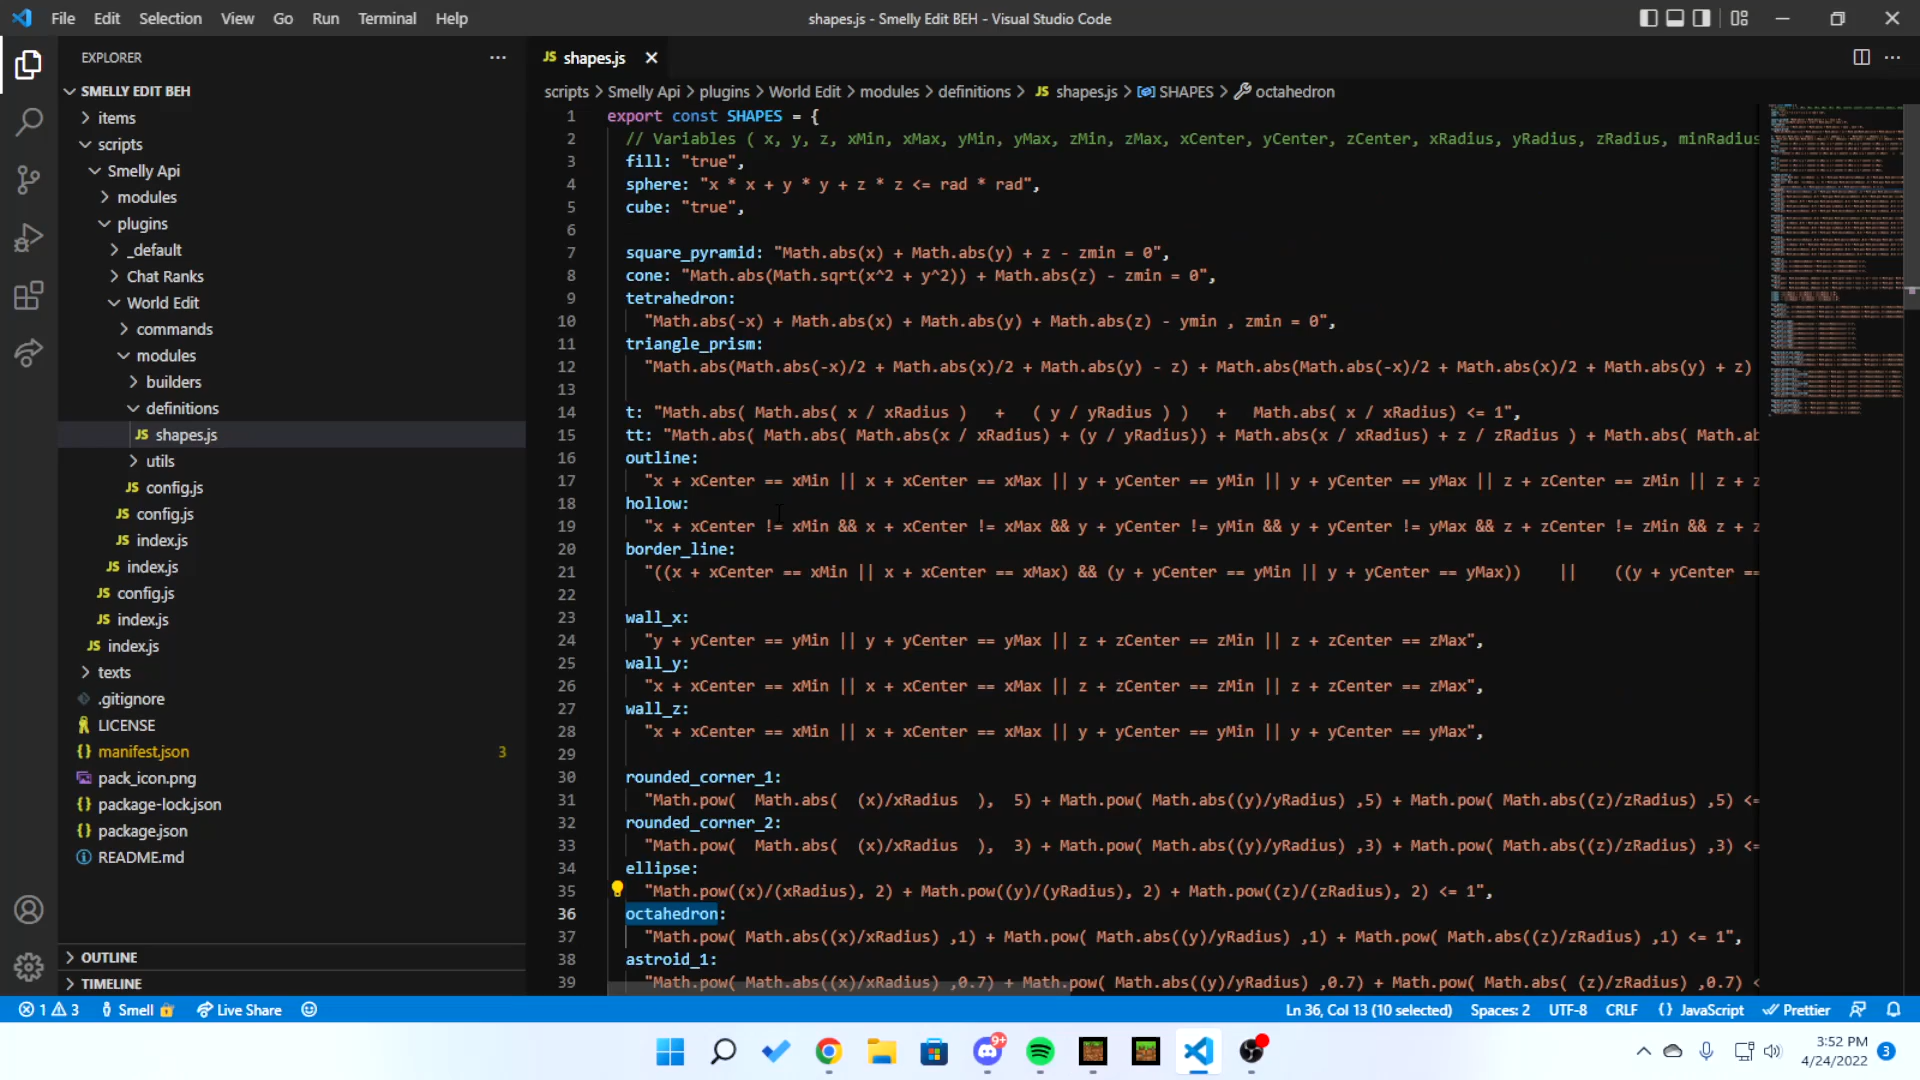 File Edit Selection View Go Run Terminal Help
shapes.js - Smelly Edit BEH - Visual Studio Code
EXPLORER
SMELLY EDIT BEH
items
scripts
Smelly Api
modules
plugins
_default
Chat Ranks
World Edit
commands
modules
builders
definitions
JS shapes.js
utils
JS config.js
JS config.js
JS index.js
JS index.js
JS config.js
JS index.js
JS index.js
texts
.gitignore
LICENSE
{} manifest.json 3
pack_icon.png
{} package-lock.json
{} package.json
README.md
OUTLINE
TIMELINE
JS shapes.js
scripts > Smelly Api > plugins > World Edit > modules > definitions > JS shapes.js > SHAPES > octahedron
1 export const SHAPES = {
2 // Variables ( x, y, z, xMin, xMax, yMin, yMax, zMin, zMax, xCenter, yCenter, zCenter, xRadius, yRadius, zRadius, minRadius
3 fill: "true",
4 sphere: "x * x + y * y + z * z <= rad * rad",
5 cube: "true",
6
7 square_pyramid: "Math.abs(x) + Math.abs(y) + z - zmin = 0",
8 cone: "Math.abs(Math.sqrt(x^2 + y^2)) + Math.abs(z) - zmin = 0",
9 tetrahedron:
10 "Math.abs(-x) + Math.abs(x) + Math.abs(y) + Math.abs(z) - ymin , zmin = 0",
11 triangle_prism:
12 "Math.abs(Math.abs(-x)/2 + Math.abs(x)/2 + Math.abs(y) - z) + Math.abs(Math.abs(-x)/2 + Math.abs(x)/2 + Math.abs(y) + z)
13
14 t: "Math.abs( Math.abs( x / xRadius )   +   ( y / yRadius ) )   +   Math.abs( x / xRadius) <= 1",
15 tt: "Math.abs( Math.abs( Math.abs(x / xRadius) + (y / yRadius)) + Math.abs(x / xRadius) + z / zRadius ) + Math.abs( Math.ab
16 outline:
17 "x + xCenter == xMin || x + xCenter == xMax || y + yCenter == yMin || y + yCenter == yMax || z + zCenter == zMin || z + z
18 hollow:
19 "x + xCenter != xMin && x + xCenter != xMax && y + yCenter != yMin && y + yCenter != yMax && z + zCenter != zMin && z + z
20 border_line:
21 "((x + xCenter == xMin || x + xCenter == xMax) && (y + yCenter == yMin || y + yCenter == yMax))    ||    ((y + yCenter ==
22
23 wall_x:
24 "y + yCenter == yMin || y + yCenter == yMax || z + zCenter == zMin || z + zCenter == zMax",
25 wall_y:
26 "x + xCenter == xMin || x + xCenter == xMax || z + zCenter == zMin || z + zCenter == zMax",
27 wall_z:
28 "x + xCenter == xMin || x + xCenter == xMax || y + yCenter == yMin || y + yCenter == yMax",
29
30 rounded_corner_1:
31 "Math.pow(  Math.abs(  (x)/xRadius  ),  5) + Math.pow( Math.abs((y)/yRadius) ,5) + Math.pow( Math.abs((z)/zRadius) ,5) <=
32 rounded_corner_2:
33 "Math.pow(  Math.abs(  (x)/xRadius  ),  3) + Math.pow( Math.abs((y)/yRadius) ,3) + Math.pow( Math.abs((z)/zRadius) ,3) <=
34 ellipse:
35 "Math.pow((x)/(xRadius), 2) + Math.pow((y)/(yRadius), 2) + Math.pow((z)/(zRadius), 2) <= 1",
36 octahedron:
37 "Math.pow( Math.abs((x)/xRadius) ,1) + Math.pow( Math.abs((y)/yRadius) ,1) + Math.pow( Math.abs((z)/zRadius) ,1) <= 1",
38 astroid_1:
39 "Math.pow( Math.abs((x)/xRadius) ,0.7) + Math.pow( Math.abs((y)/yRadius) ,0.7) + Math.pow( Math.abs( (z)/zRadius) ,0.7) <
1 3 Smell Live Share
Ln 36, Col 13 (10 selected) Spaces: 2 UTF-8 CRLF {} JavaScript Prettier
9+
3:52 PM
4/24/2022
3